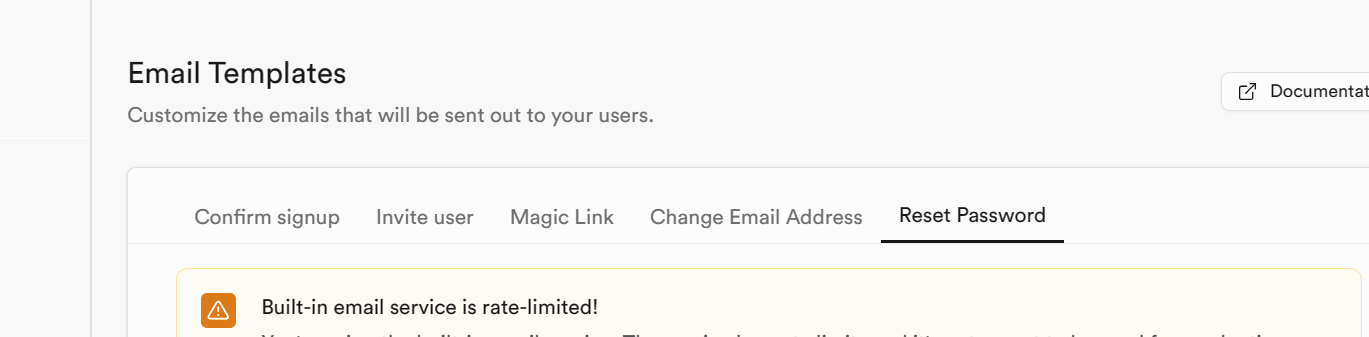 Email Templates
Customize the emails that will be sent out to your users.
Documentat
Confirm signup Invite user Magic Link Change Email Address Reset Password
Built-in email service is rate-limited!